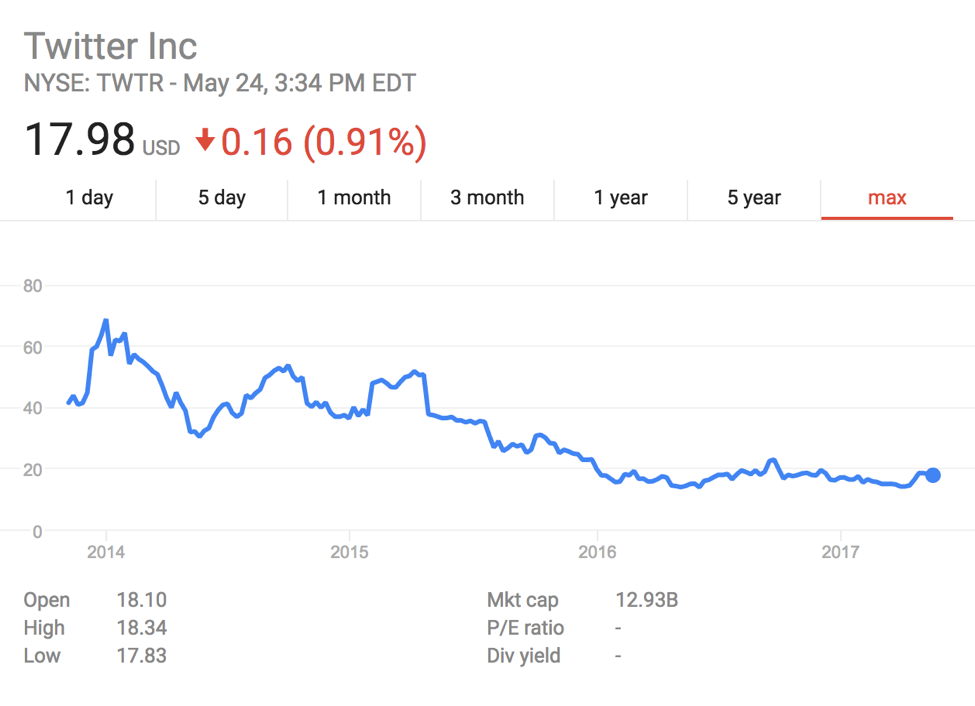 Twitter Inc
NYSE: TWTR - May 24, 3:34 PM EDT
17.98 USD 0.16 (0.91%)
1 day 5 day 1 month 3 month 1 year 5 year max
80
60
40
20
0
2014 2015 2016 2017
Open 18.10 Mkt cap 12.93B
High 18.34 P/E ratio -
Low 17.83 Div yield -